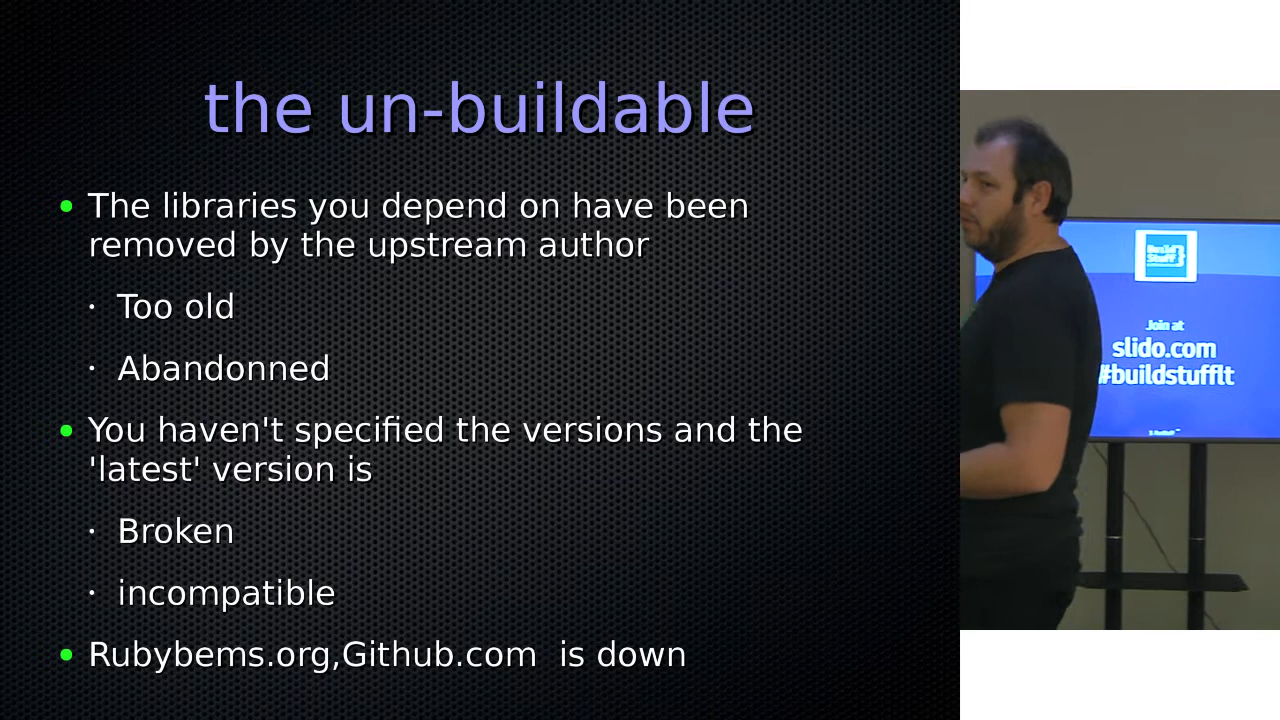 the un-buildable
The libraries you depend on have been
removed by the upstream author
Too old
Abandonned
You haven't specified the versions and the
'latest' version is
Broken
incompatible
Rubybems.org,Github.com is down
Build
Stuff
Join at
slido.com
#buildstufflt